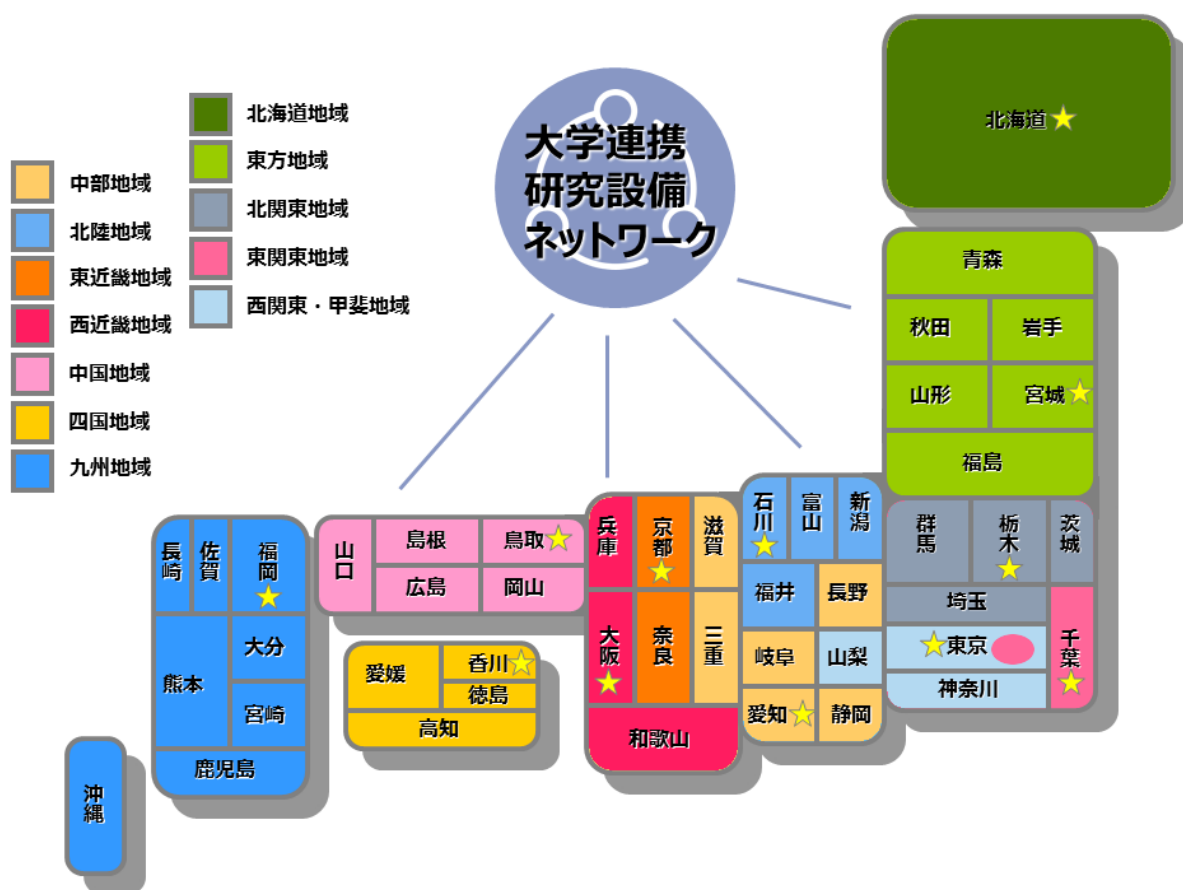 大学連携
研究設備
ネットワーク
北海道地域
東方地域
北関東地域
東関東地域
西関東・甲斐地域
中部地域
北陸地域
東近畿地域
西近畿地域
中国地域
四国地域
九州地域
北海道
青森
秋田
岩手
山形
宮城
福島
群馬
栃木
茨城
埼玉
東京
千葉
神奈川
石川
富山
新潟
福井
長野
岐阜
山梨
愛知
静岡
兵庫
京都
滋賀
大阪
奈良
三重
和歌山
山口
島根
鳥取
広島
岡山
愛媛
香川
徳島
高知
長崎
佐賀
福岡
熊本
大分
宮崎
鹿児島
沖縄